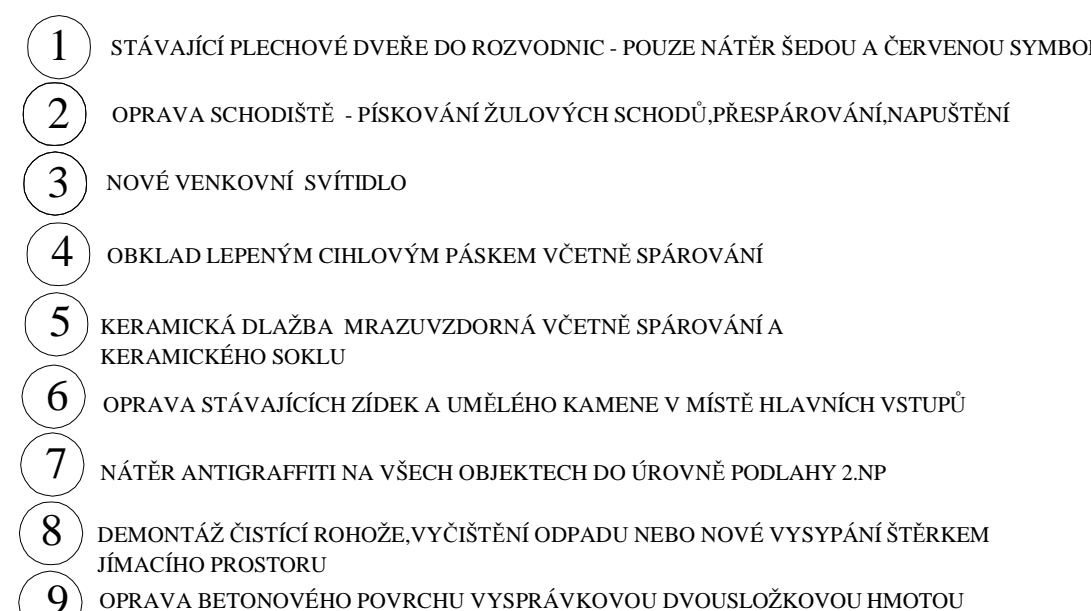 1 STÁVAJÍCÍ PLECHOVÉ DVEŘE DO ROZVODNIC - POUZE NÁTĚR ŠEDOU A ČERVENOU
2 OPRAVA SCHODIŠTĚ - PÍSKOVÁNÍ ŽULOVÝCH SCHODŮ,PŘESPÁROVÁNÍ,NAPUŠTĚNÍ
3 NOVÉ VENKOVNÍ SVÍTIDLO
4 OBKLAD LEPENÝM CIHLOVÝM PÁSKEM VČETNĚ SPÁROVÁNÍ
5 KERAMICKÁ DLAŽBA MRAZUVZDORNÁ VČETNĚ SPÁROVÁNÍ A
KERAMICKÉHO SOKLU
6 OPRAVA STÁVAJÍCÍCH ZÍDEK A UMĚLÉHO KAMENE V MÍSTĚ HLAVNÍCH VSTUPŮ
7 NÁTĚR ANTIGRAFFITI NA VŠECH OBJEKTECH DO ÚROVNĚ PODLAHY 2.NP
8 DEMONTÁŽ ČISTÍCÍ ROHOŽE,VYČIŠTĚNÍ ODPADU NEBO NOVÉ VYSYPÁNÍ ŠTĚRKEM
JÍMACÍHO PROSTORU
9 OPRAVA BETONOVÉHO POVRCHU VYSPRÁVKOVOU DVOUSLOŽKOVOU HMOTOU